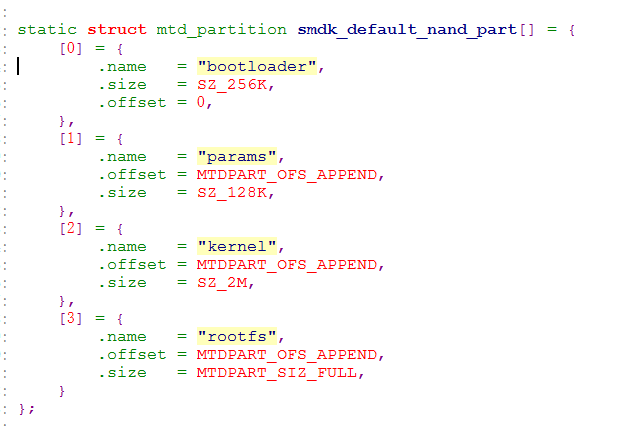 static struct mtd_partition smdk_default_nand_part[] = {
    [0] = {
        .name   = "bootloader",
        .size   = SZ_256K,
        .offset = 0,
    },
    [1] = {
        .name   = "params",
        .offset = MTDPART_OFS_APPEND,
        .size   = SZ_128K,
    },
    [2] = {
        .name   = "kernel",
        .offset = MTDPART_OFS_APPEND,
        .size   = SZ_2M,
    },
    [3] = {
        .name   = "rootfs",
        .offset = MTDPART_OFS_APPEND,
        .size   = MTDPART_SIZ_FULL,
    }
};